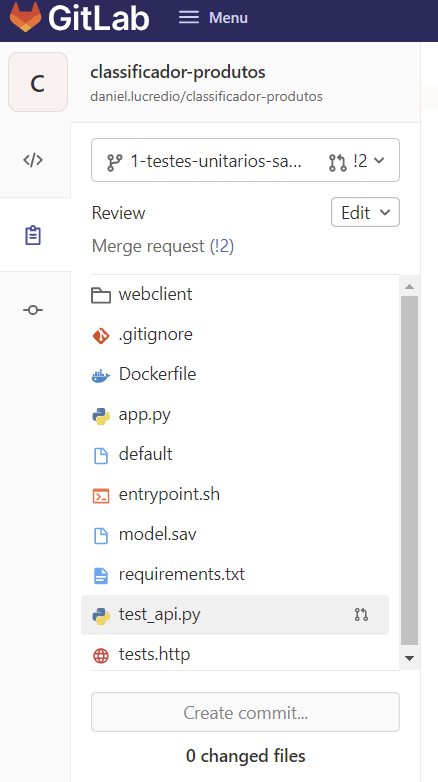 GitLab Menu
C
classificador-produtos
daniel.lucredio/classificador-produtos
1-testes-unitarios-sa... !2
Review Edit
Merge request (!2)
webclient
.gitignore
Dockerfile
app.py
default
entrypoint.sh
model.sav
requirements.txt
test_api.py
tests.http
Create commit...
0 changed files